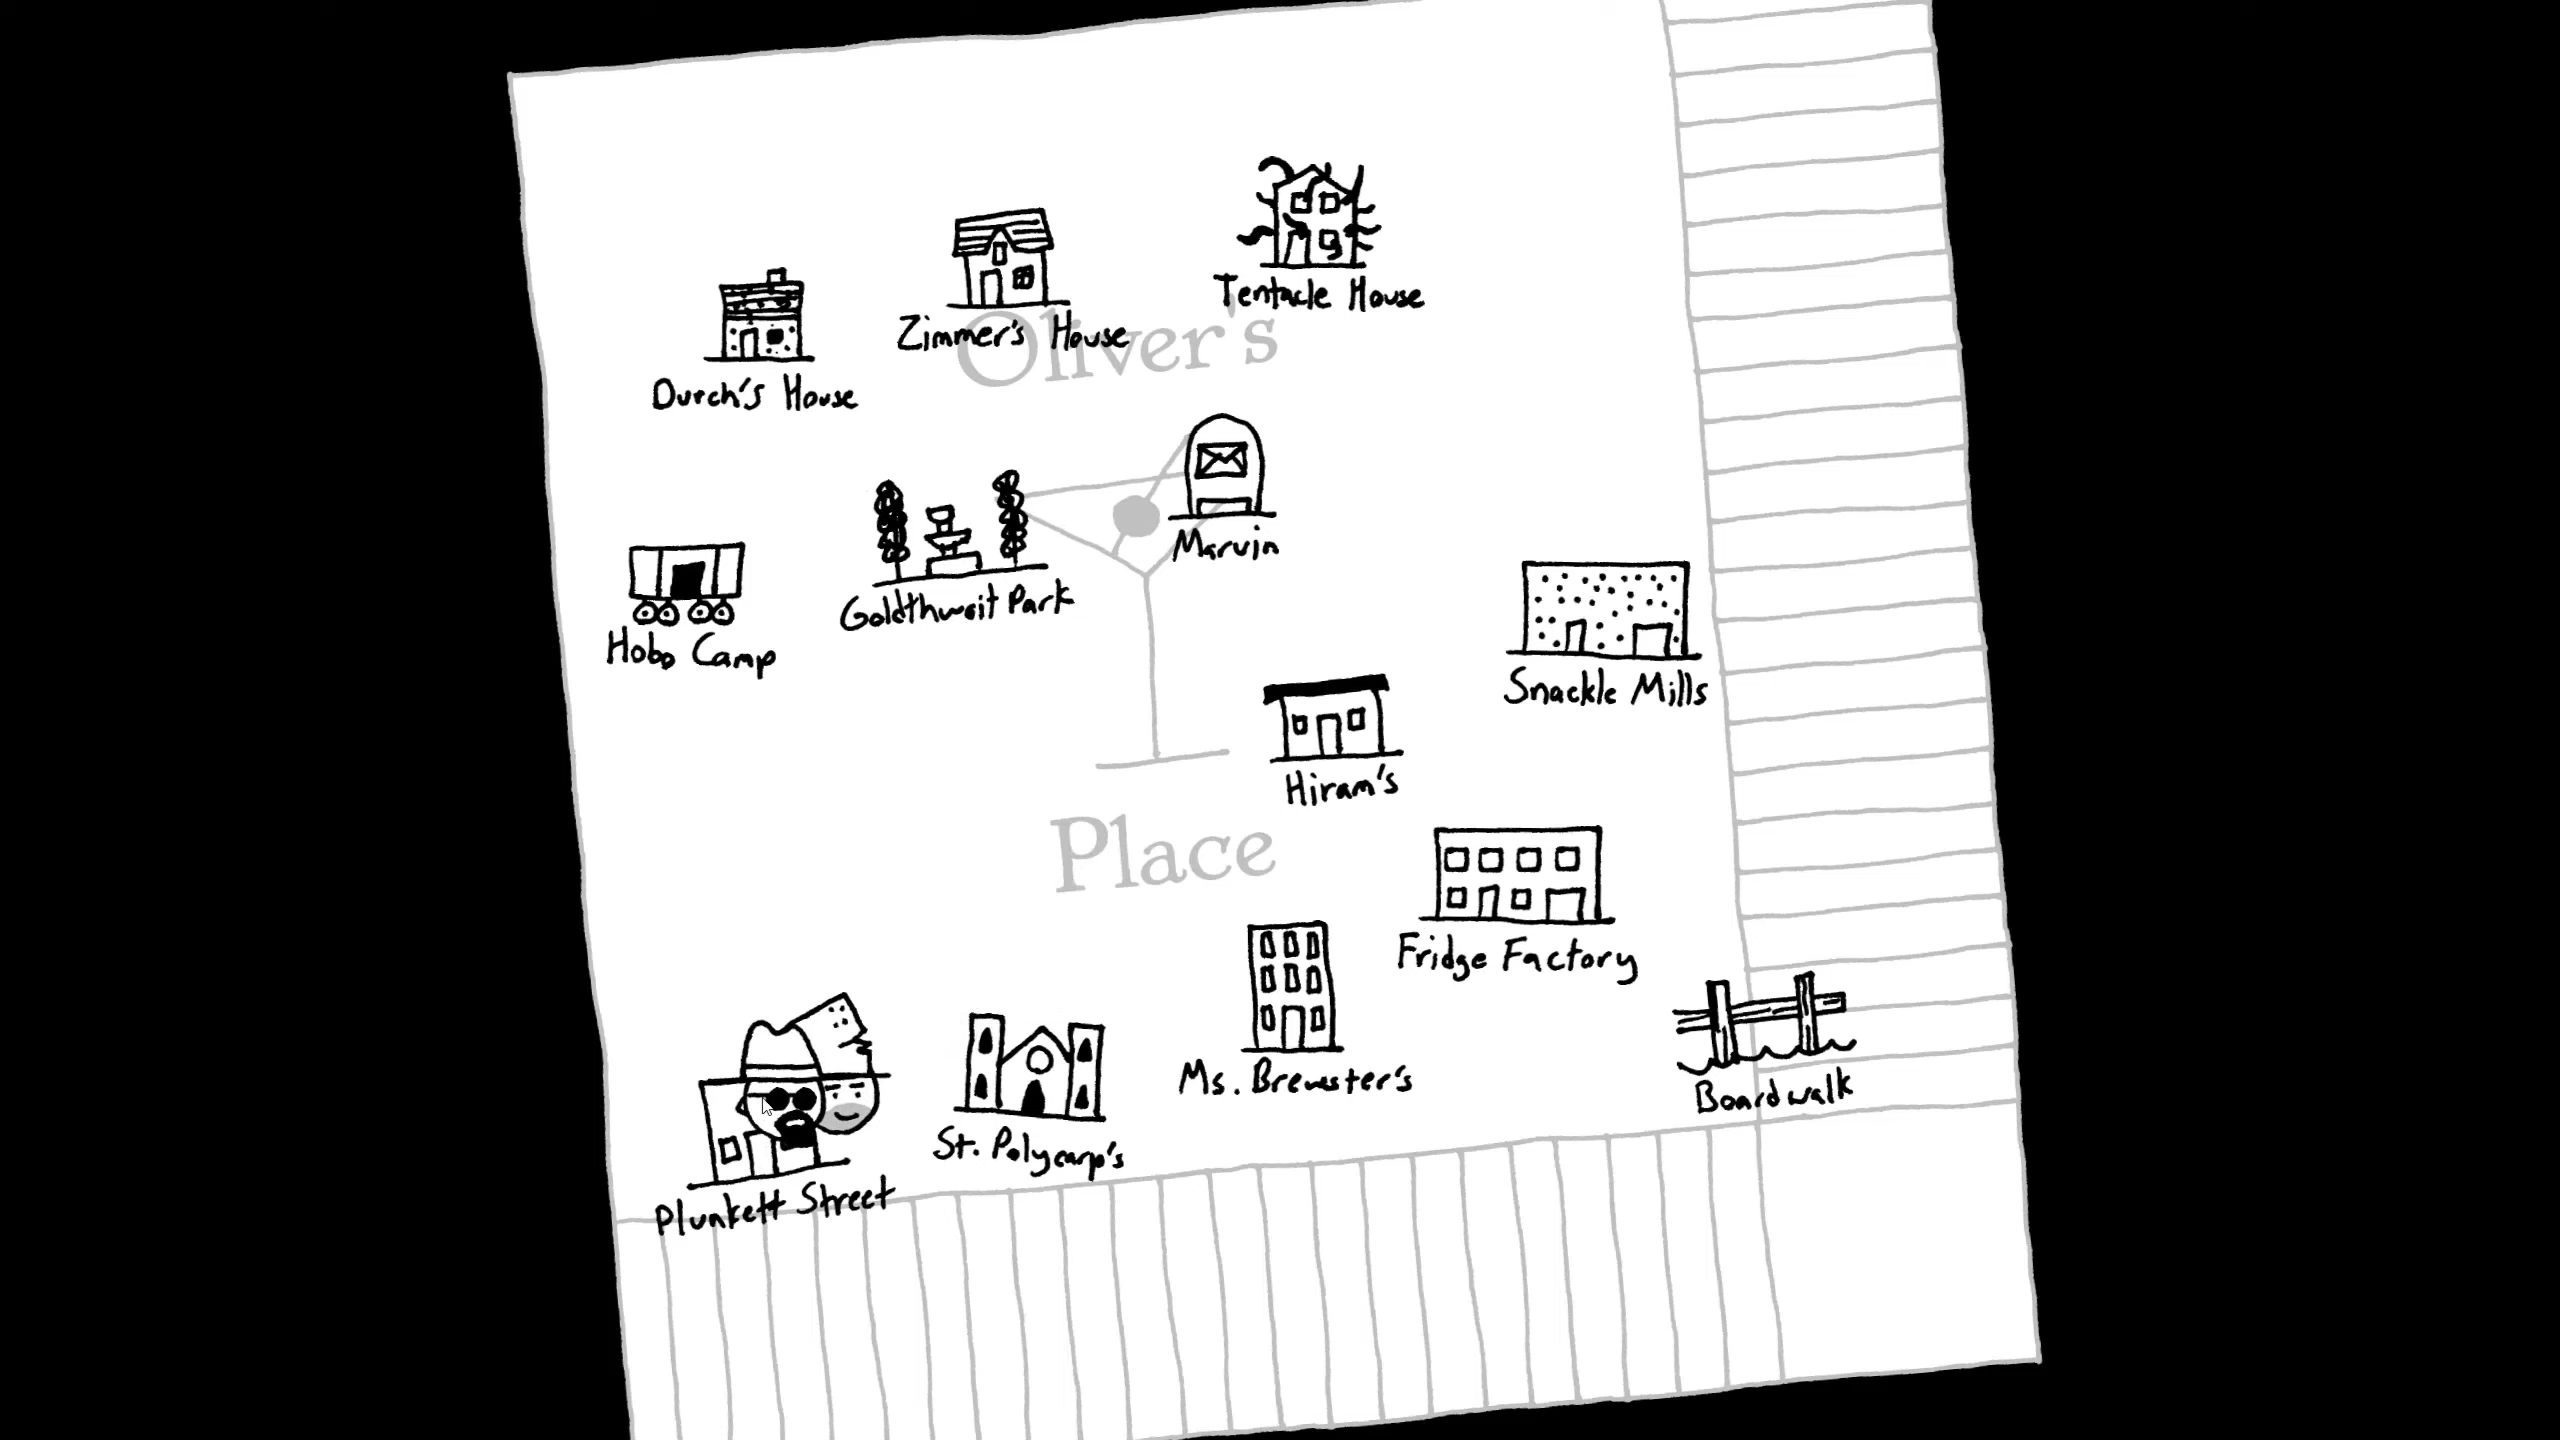 Tentacle House
Zimmer's House
Oliver's
Durch's House
Marvin
Goldthwait Park
Hobo Camp
Snackle Mills
Hiram's
Place
Fridge Factory
Ms. Brewster's
Boardwalk
St. Polycarp's
Plunkett Street